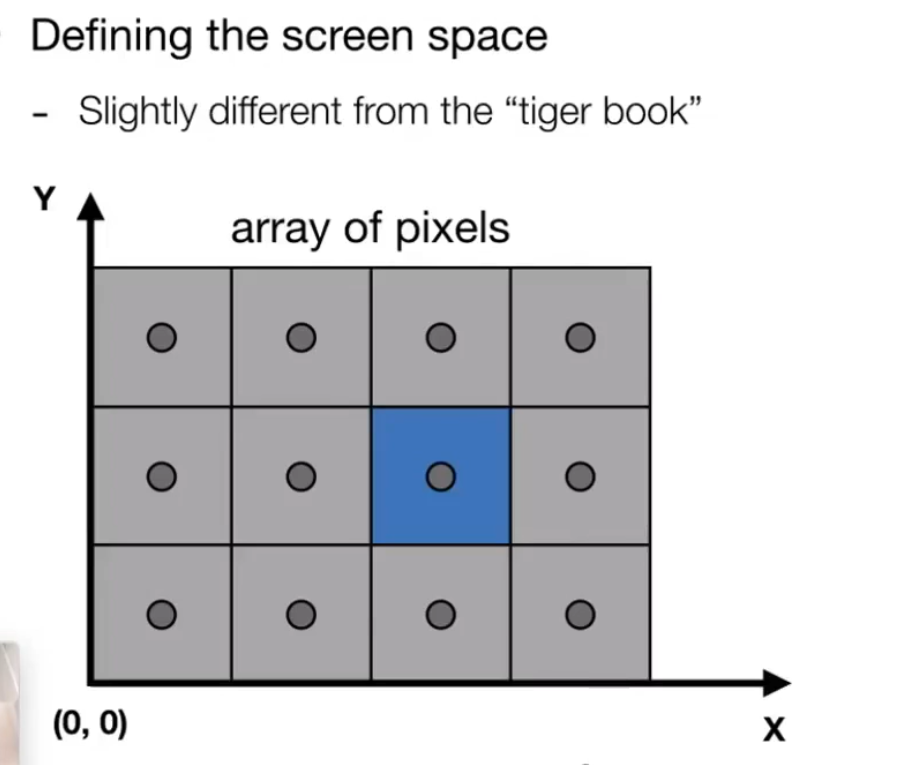 Defining the screen space
- Slightly different from the “tiger book”
Y
array of pixels
(0, 0)
X